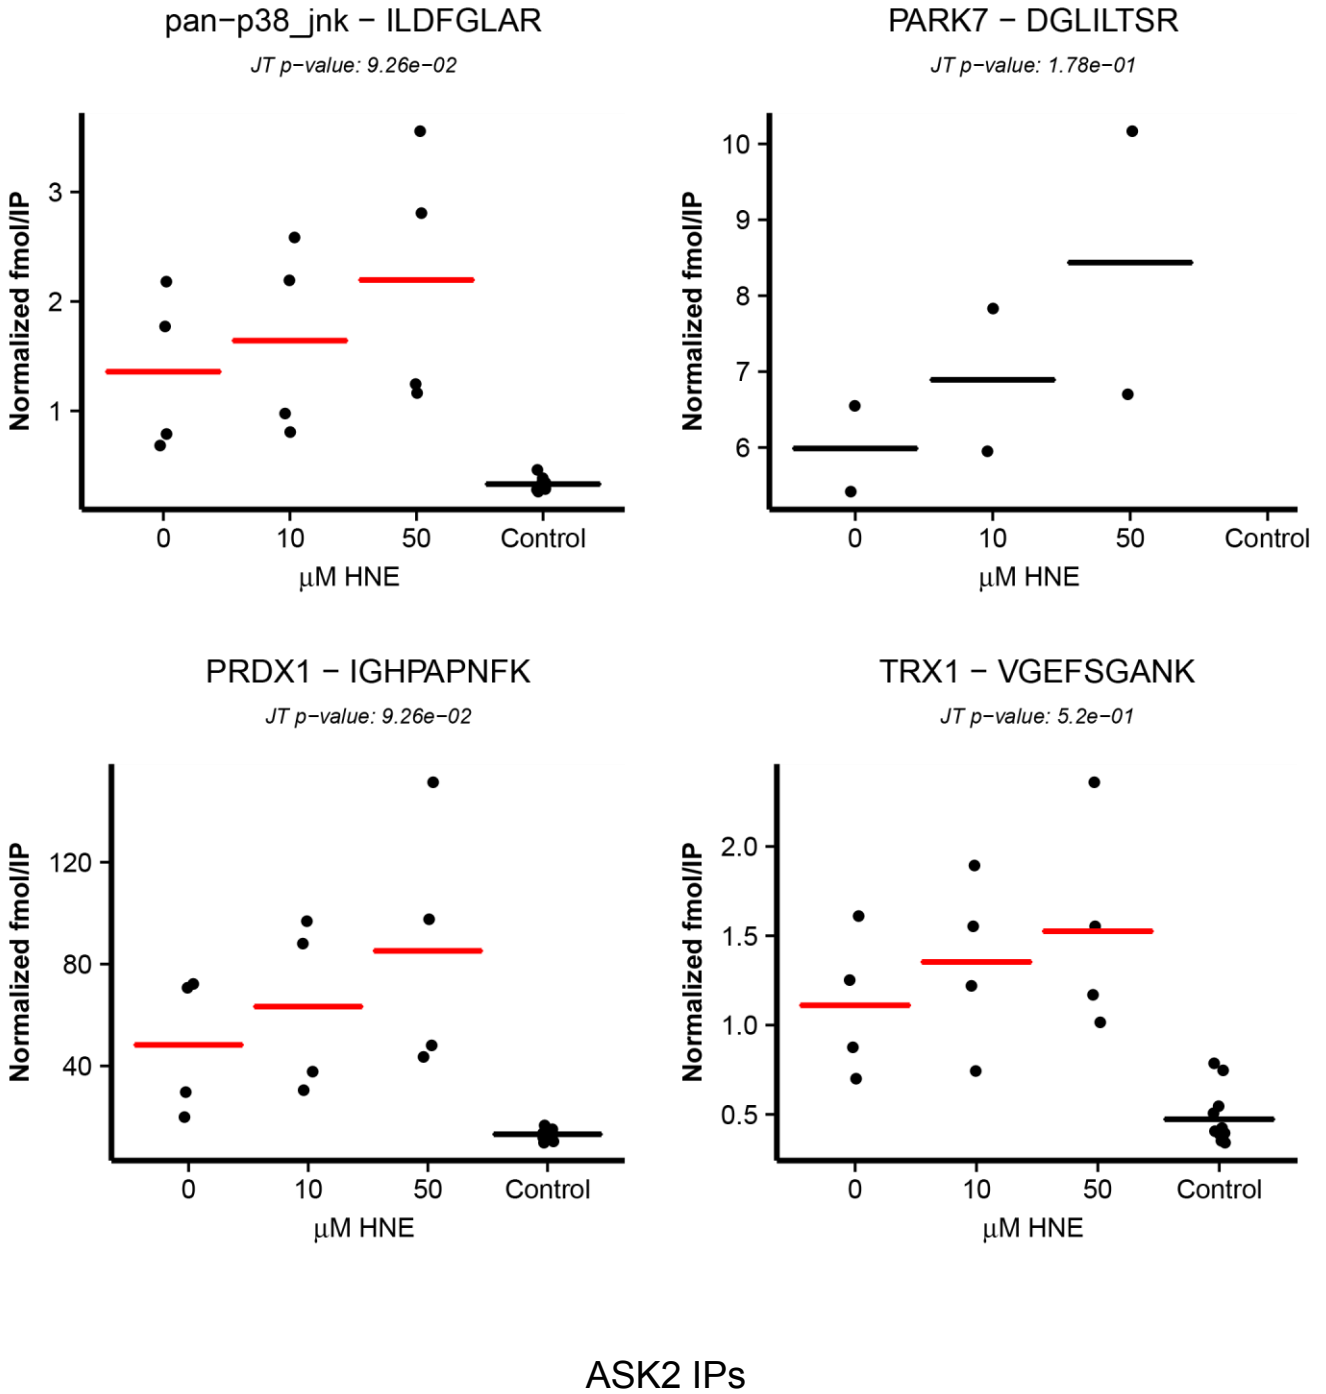 pan−p38_jnk − ILDFGLAR
JT p−value: 9.26e−02
Normalized fmol/IP
3
2
1
0 10 50 Control
μM HNE
PARK7 − DGLILTSR
JT p−value: 1.78e−01
Normalized fmol/IP
10
9
8
7
6
0 10 50 Control
μM HNE
PRDX1 − IGHPAPNFK
JT p−value: 9.26e−02
Normalized fmol/IP
120
80
40
0 10 50 Control
μM HNE
TRX1 − VGEFSGANK
JT p−value: 5.2e−01
Normalized fmol/IP
2.0
1.5
1.0
0.5
0 10 50 Control
μM HNE
ASK2 IPs